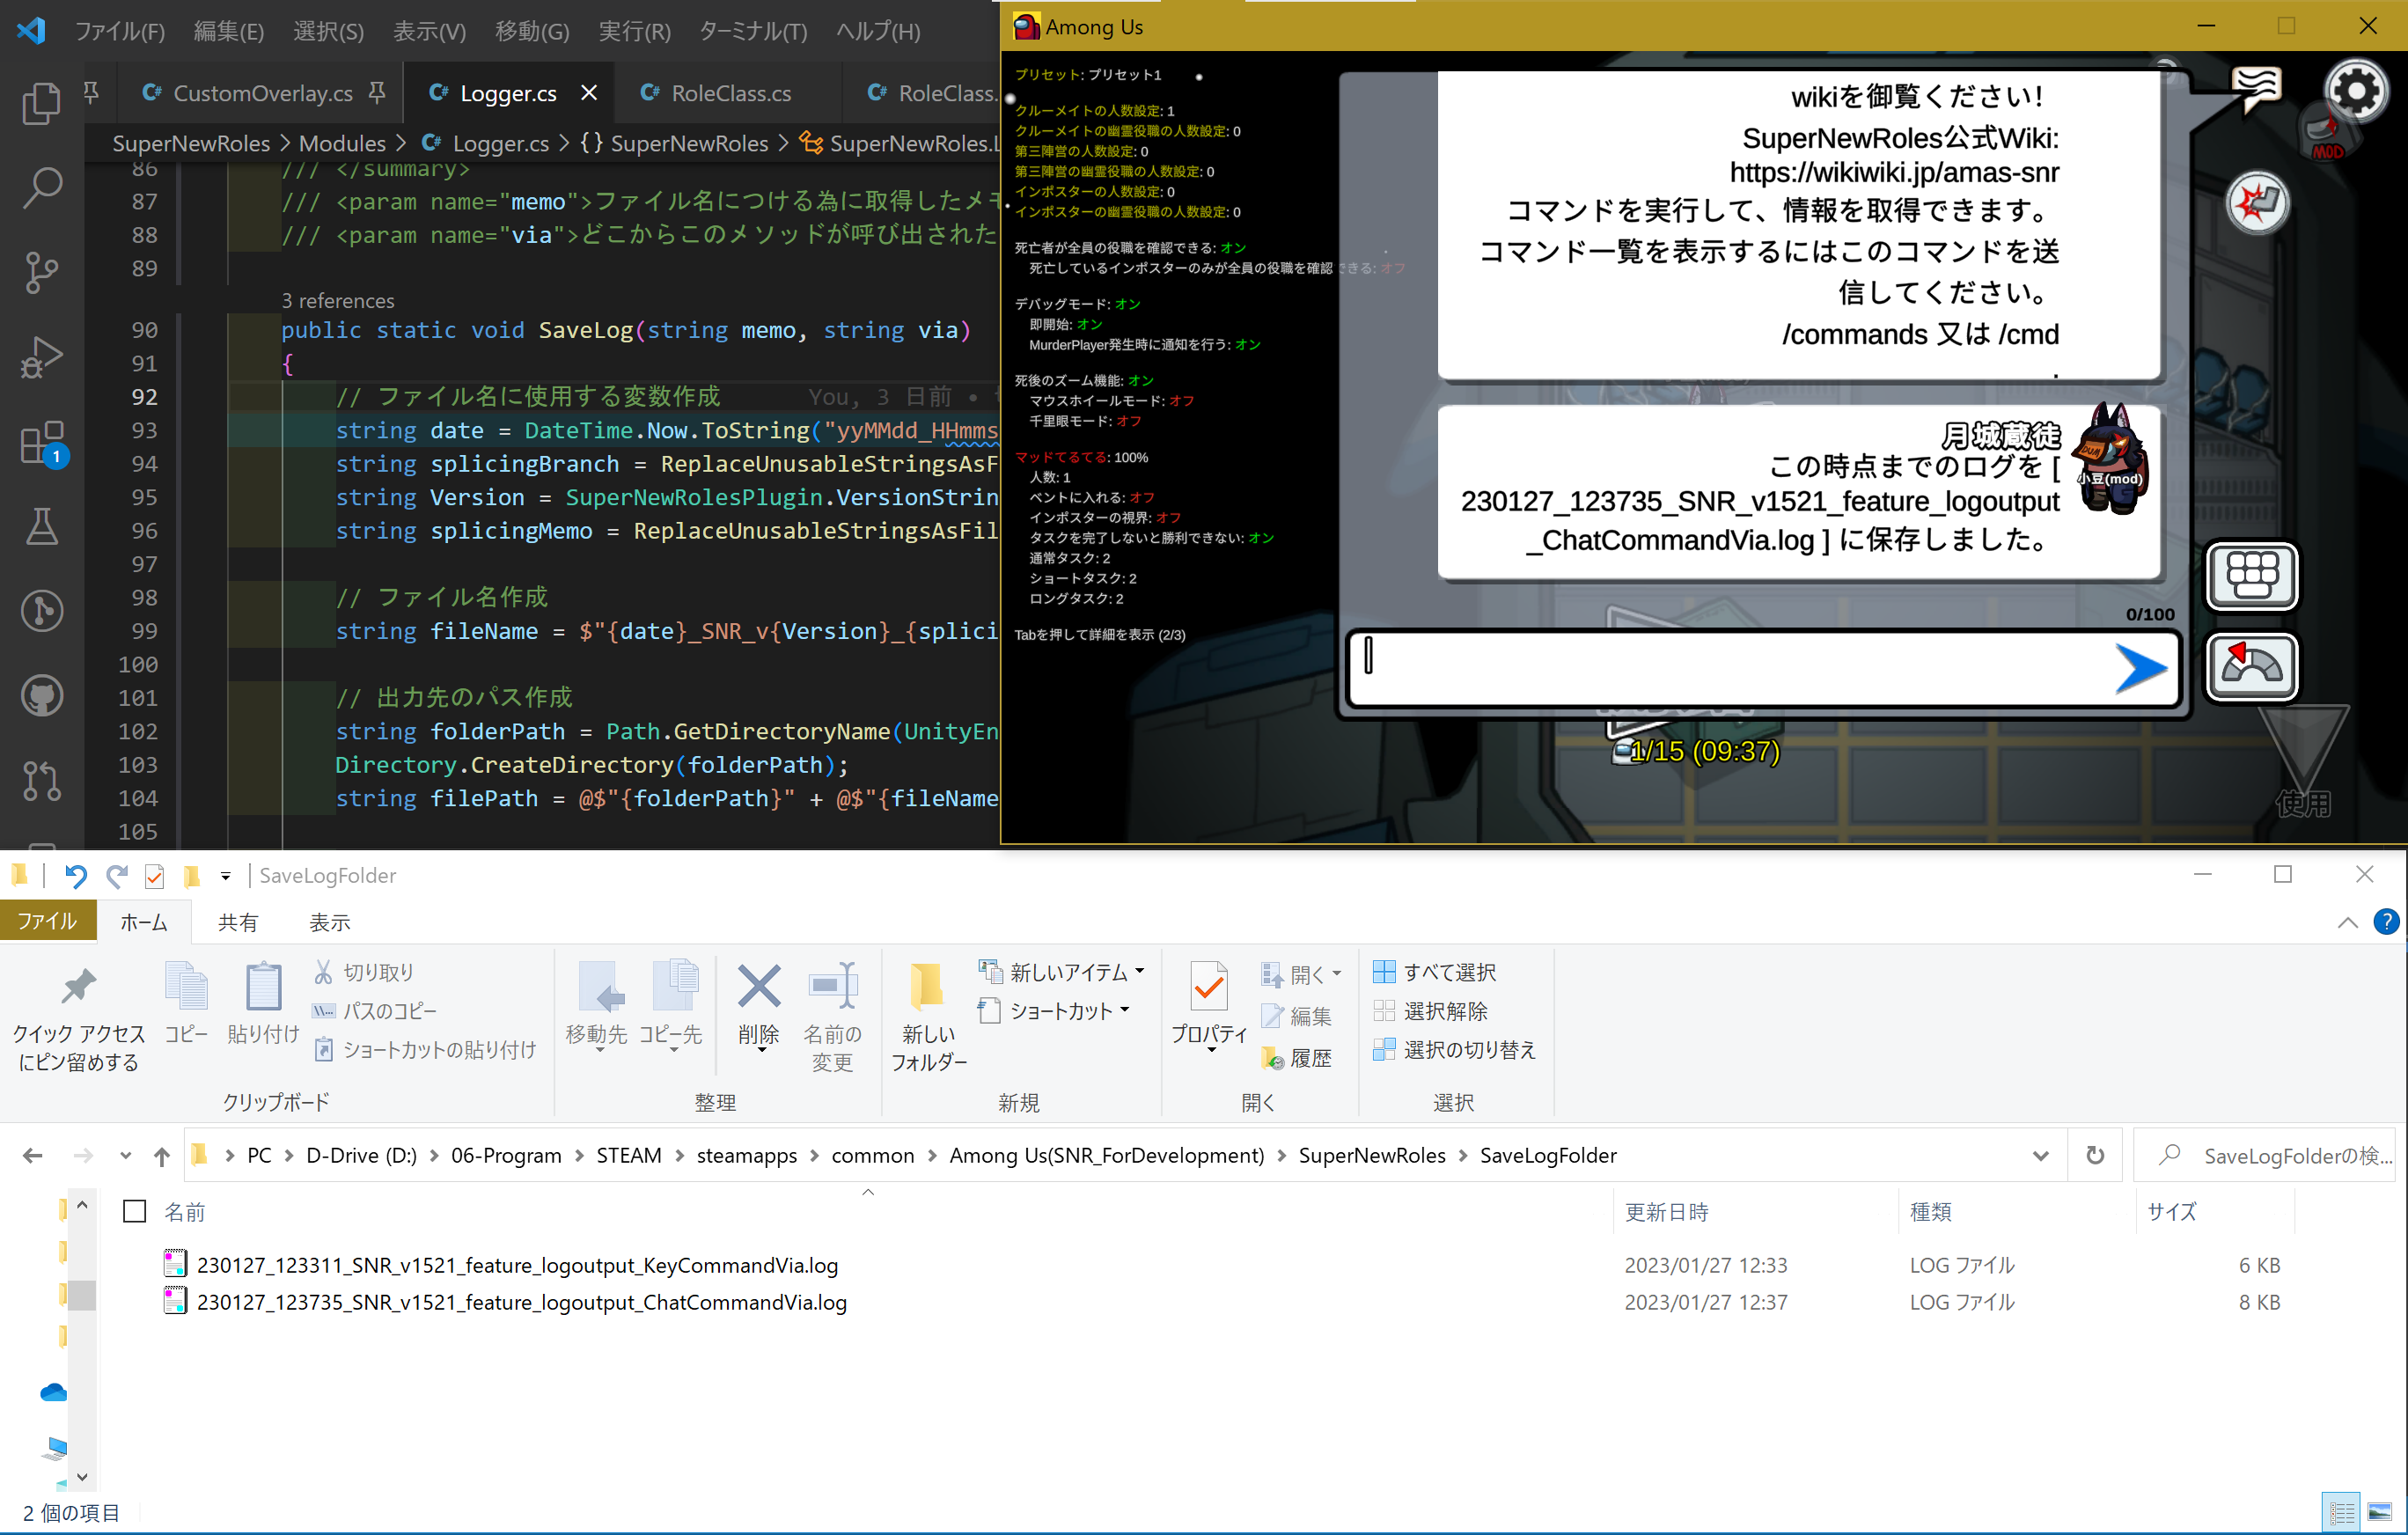 ファイル(F) 編集(E) 選択(S) 表示(V) 移動(G) 実行(R) ターミナル(T) ヘルプ(H)
CustomOverlay.cs Logger.cs RoleClass.cs RoleClass.
SuperNewRoles > Modules > Logger.cs > {} SuperNewRoles > SuperNewRoles.L
86 /// </summary>
87 /// <param name="memo">ファイル名につける為に取得したメモ
88 /// <param name="via">どこからこのメソッドが呼び出された
89
3 references
90 public static void SaveLog(string memo, string via)
91 {
92 // ファイル名に使用する変数作成 You, 3 日前 •
93 string date = DateTime.Now.ToString("yyMMdd_HHmms
94 string splicingBranch = ReplaceUnusableStringsAsF
95 string Version = SuperNewRolesPlugin.VersionStrin
96 string splicingMemo = ReplaceUnusableStringsAsFil
97
98 // ファイル名作成
99 string fileName = $"{date}_SNR_v{Version}_{splici
100
101 // 出力先のパス作成
102 string folderPath = Path.GetDirectoryName(UnityEn
103 Directory.CreateDirectory(folderPath);
104 string filePath = @$"{folderPath}" + @$"{fileName
105
1
Among Us
プリセット: プリセット1
クルーメイトの人数設定: 1
クルーメイトの幽霊役職の人数設定: 0
第三陣営の人数設定: 0
第三陣営の幽霊役職の人数設定: 0
インポスターの人数設定: 0
インポスターの幽霊役職の人数設定: 0
死亡者が全員の役職を確認できる: オン
死亡しているインポスターのみが全員の役職を確認できる: オフ
デバッグモード: オン
即開始: オン
MurderPlayer発生時に通知を行う: オン
死後のズーム機能: オン
マウスホイールモード: オフ
千里眼モード: オフ
マッドてるてる: 100%
人数: 1
ベントに入れる: オフ
インポスターの視界: オフ
タスクを完了しないと勝利できない: オン
通常タスク: 2
ショートタスク: 2
ロングタスク: 2
Tabを押して詳細を表示 (2/3)
wikiを御覧ください!
SuperNewRoles公式Wiki:
https://wikiwiki.jp/amas-snr
コマンドを実行して、情報を取得できます。
コマンド一覧を表示するにはこのコマンドを送
信してください。
/commands 又は /cmd
.
月城蔵徒
この時点までのログを [
230127_123735_SNR_v1521_feature_logoutput
_ChatCommandVia.log ] に保存しました。
小豆(mod)
MOD
0/100
1/15 (09:37)
使用
SaveLogFolder
ファイル ホーム 共有 表示
クイック アクセス
にピン留めする
コピー
貼り付け
切り取り
パスのコピー
ショートカットの貼り付け
クリップボード
移動先
コピー先
削除
名前の
変更
整理
新しい
フォルダー
新しいアイテム
ショートカット
新規
プロパティ
開く
編集
履歴
開く
すべて選択
選択解除
選択の切り替え
選択
PC > D-Drive (D:) > 06-Program > STEAM > steamapps > common > Among Us(SNR_ForDevelopment) > SuperNewRoles > SaveLogFolder
SaveLogFolderの検...
名前 更新日時 種類 サイズ
230127_123311_SNR_v1521_feature_logoutput_KeyCommandVia.log 2023/01/27 12:33 LOG ファイル 6 KB
230127_123735_SNR_v1521_feature_logoutput_ChatCommandVia.log 2023/01/27 12:37 LOG ファイル 8 KB
2 個の項目